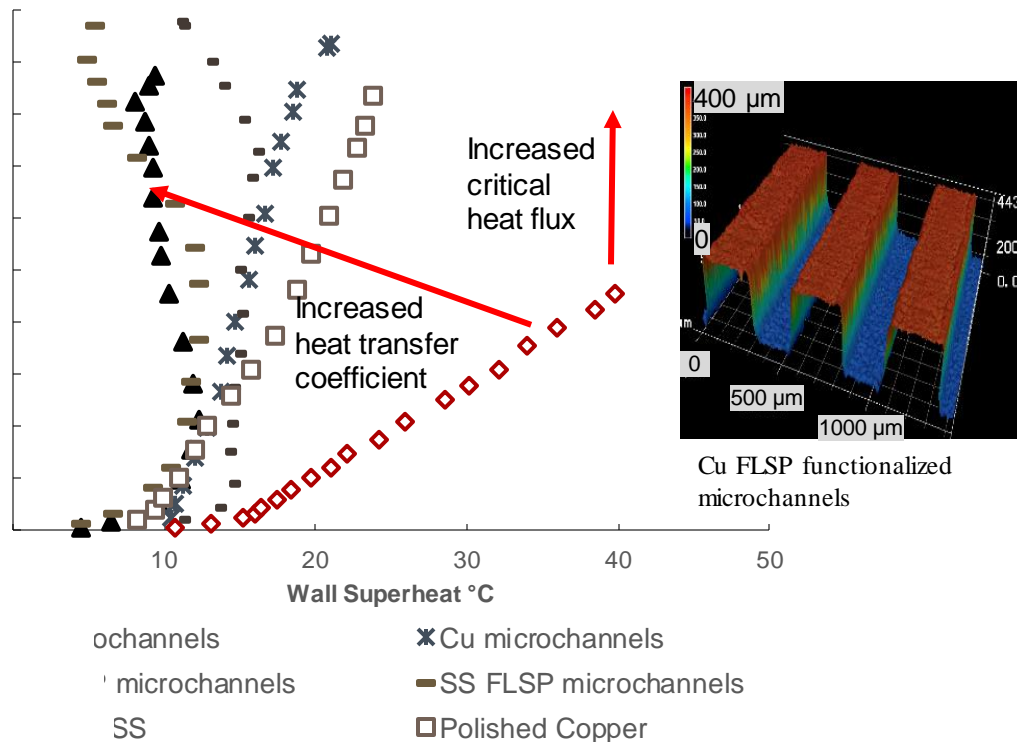 Increased
critical
heat flux
Increased
heat transfer
coefficient
400 µm
0
443
200
0.0
0
500 µm
1000 µm
Cu FLSP functionalized
microchannels
10 20 30 40 50
Wall Superheat °C
ochannels
Cu microchannels
microchannels
SS FLSP microchannels
SS
Polished Copper